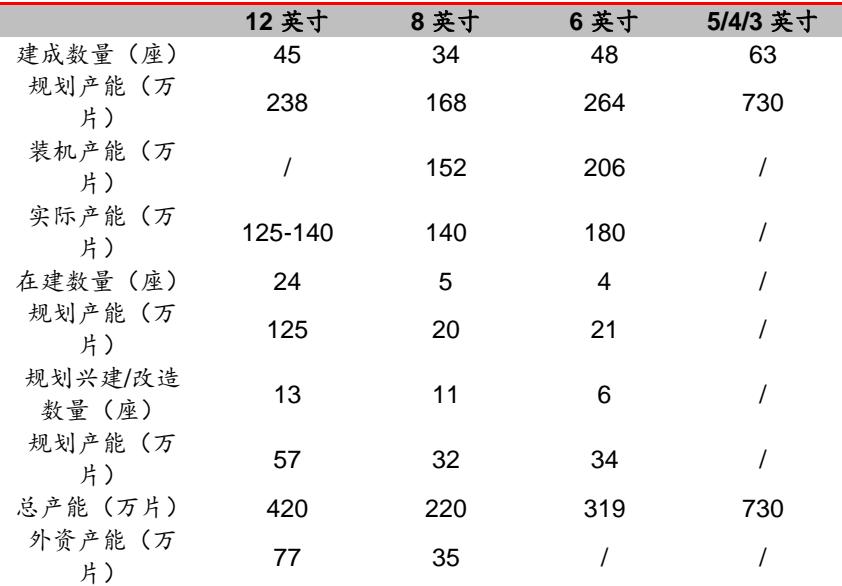 12 英寸 8 英寸 6 英寸 5/4/3 英寸
建成数量（座） 45 34 48 63
规划产能（万
片） 238 168 264 730
装机产能（万
片） / 152 206 /
实际产能（万
片） 125-140 140 180 /
在建数量（座） 24 5 4 /
规划产能（万
片） 125 20 21 /
规划兴建/改造
数量（座） 13 11 6 /
规划产能（万
片） 57 32 34 /
总产能（万片） 420 220 319 730
外资产能（万
片） 77 35 / /